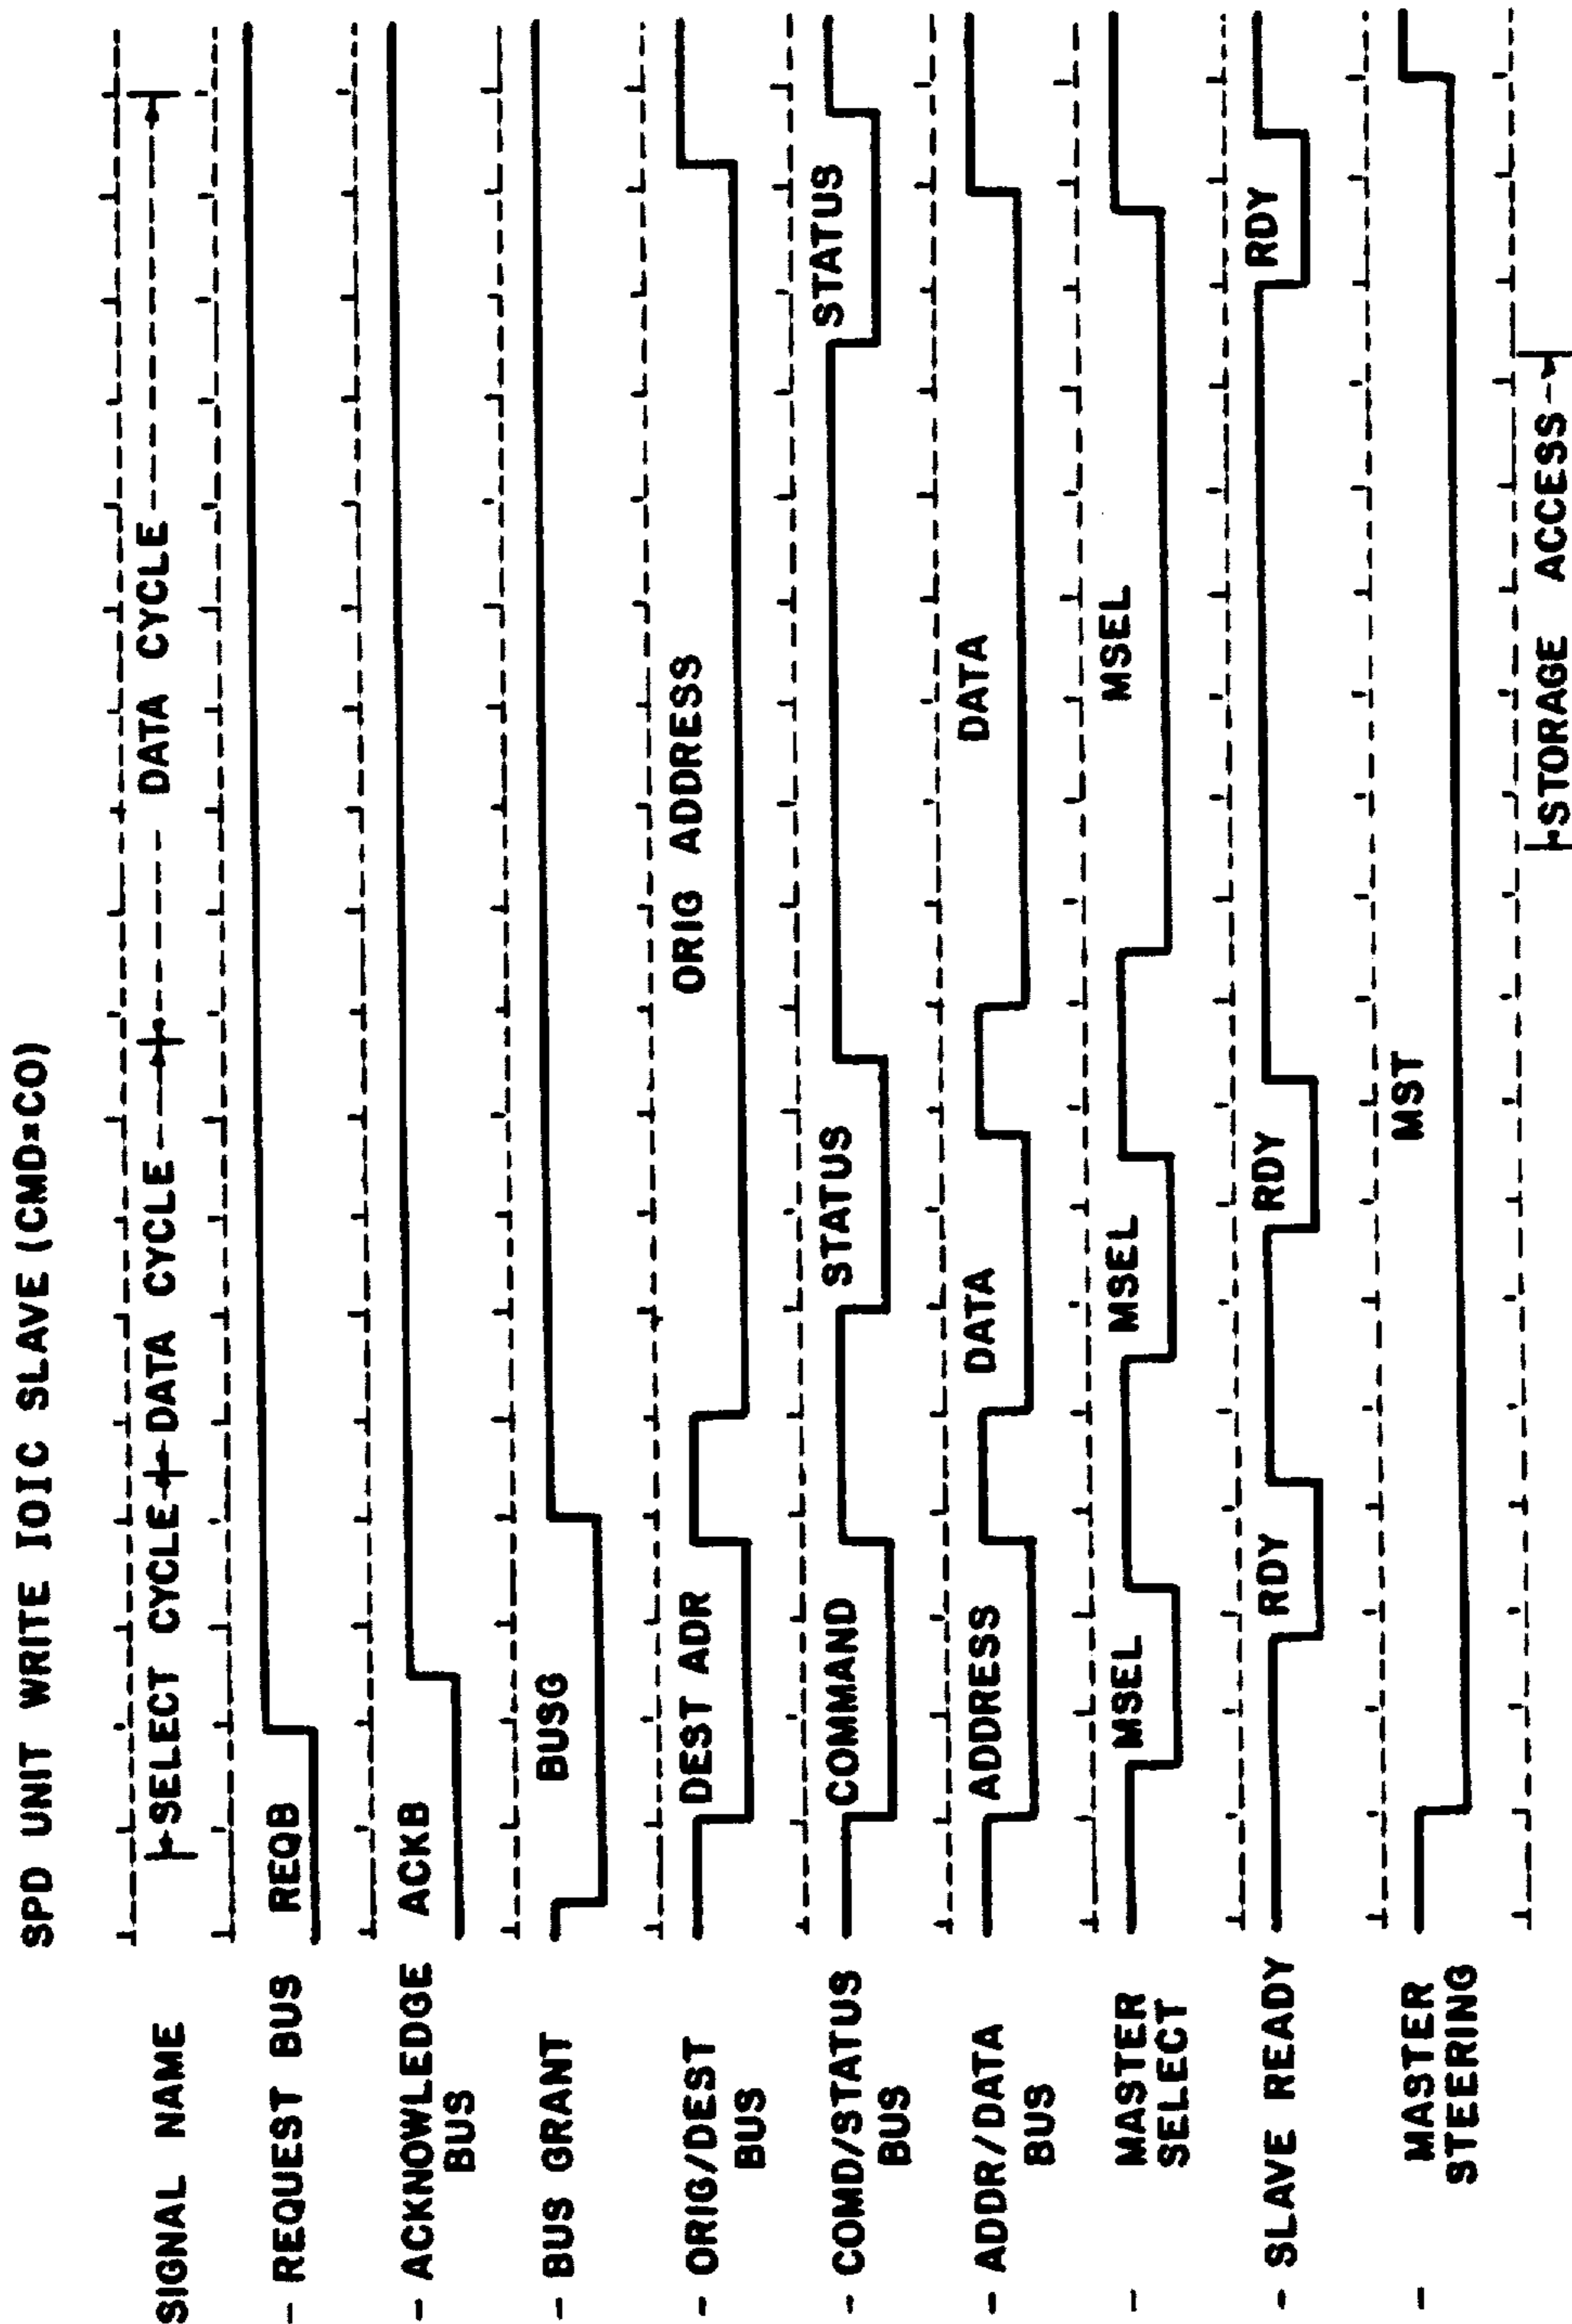 SPD UNIT WRITE IOIC SLAVE (CMD=CO)
SIGNAL NAME
SELECT CYCLE
DATA CYCLE
DATA CYCLE
- REQUEST BUS
REQB
- ACKNOWLEDGE
BUS
ACKB
- BUS GRANT
BUSG
- ORIG/DEST
BUS
DEST ADR
ORIG ADDRESS
- COMD/STATUS
BUS
COMMAND
STATUS
STATUS
- ADDR/DATA
BUS
ADDRESS
DATA
DATA
- MASTER
SELECT
MSEL
MSEL
MSEL
- SLAVE READY
RDY
RDY
RDY
- MASTER
STEERING
MST
STORAGE ACCESS